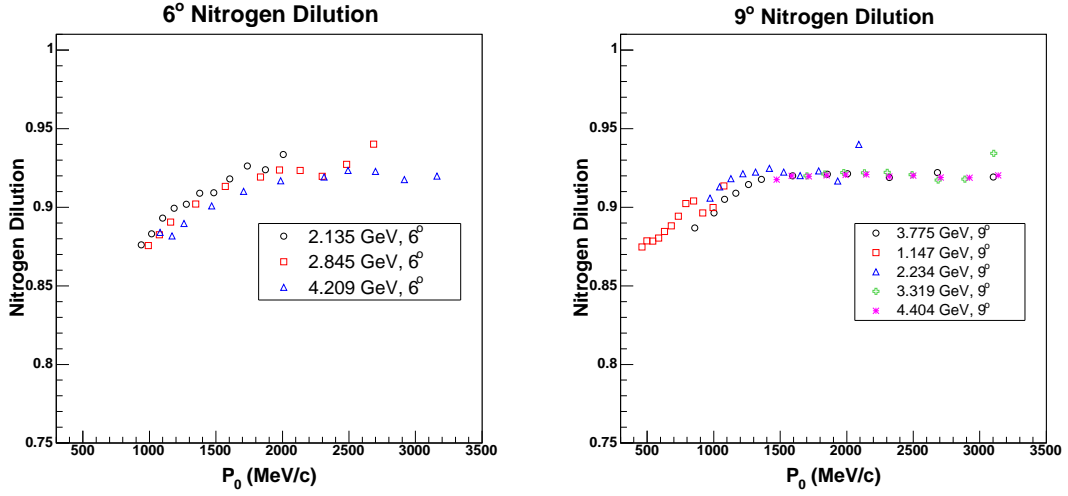 6° Nitrogen Dilution
Nitrogen Dilution
1
0.95
0.9
0.85
0.8
0.75
500 1000 1500 2000 2500 3000 3500
P0 (MeV/c)
2.135 GeV, 6°
2.845 GeV, 6°
4.209 GeV, 6°
9° Nitrogen Dilution
Nitrogen Dilution
1
0.95
0.9
0.85
0.8
0.75
500 1000 1500 2000 2500 3000 3500
P0 (MeV/c)
3.775 GeV, 9°
1.147 GeV, 9°
2.234 GeV, 9°
3.319 GeV, 9°
4.404 GeV, 9°